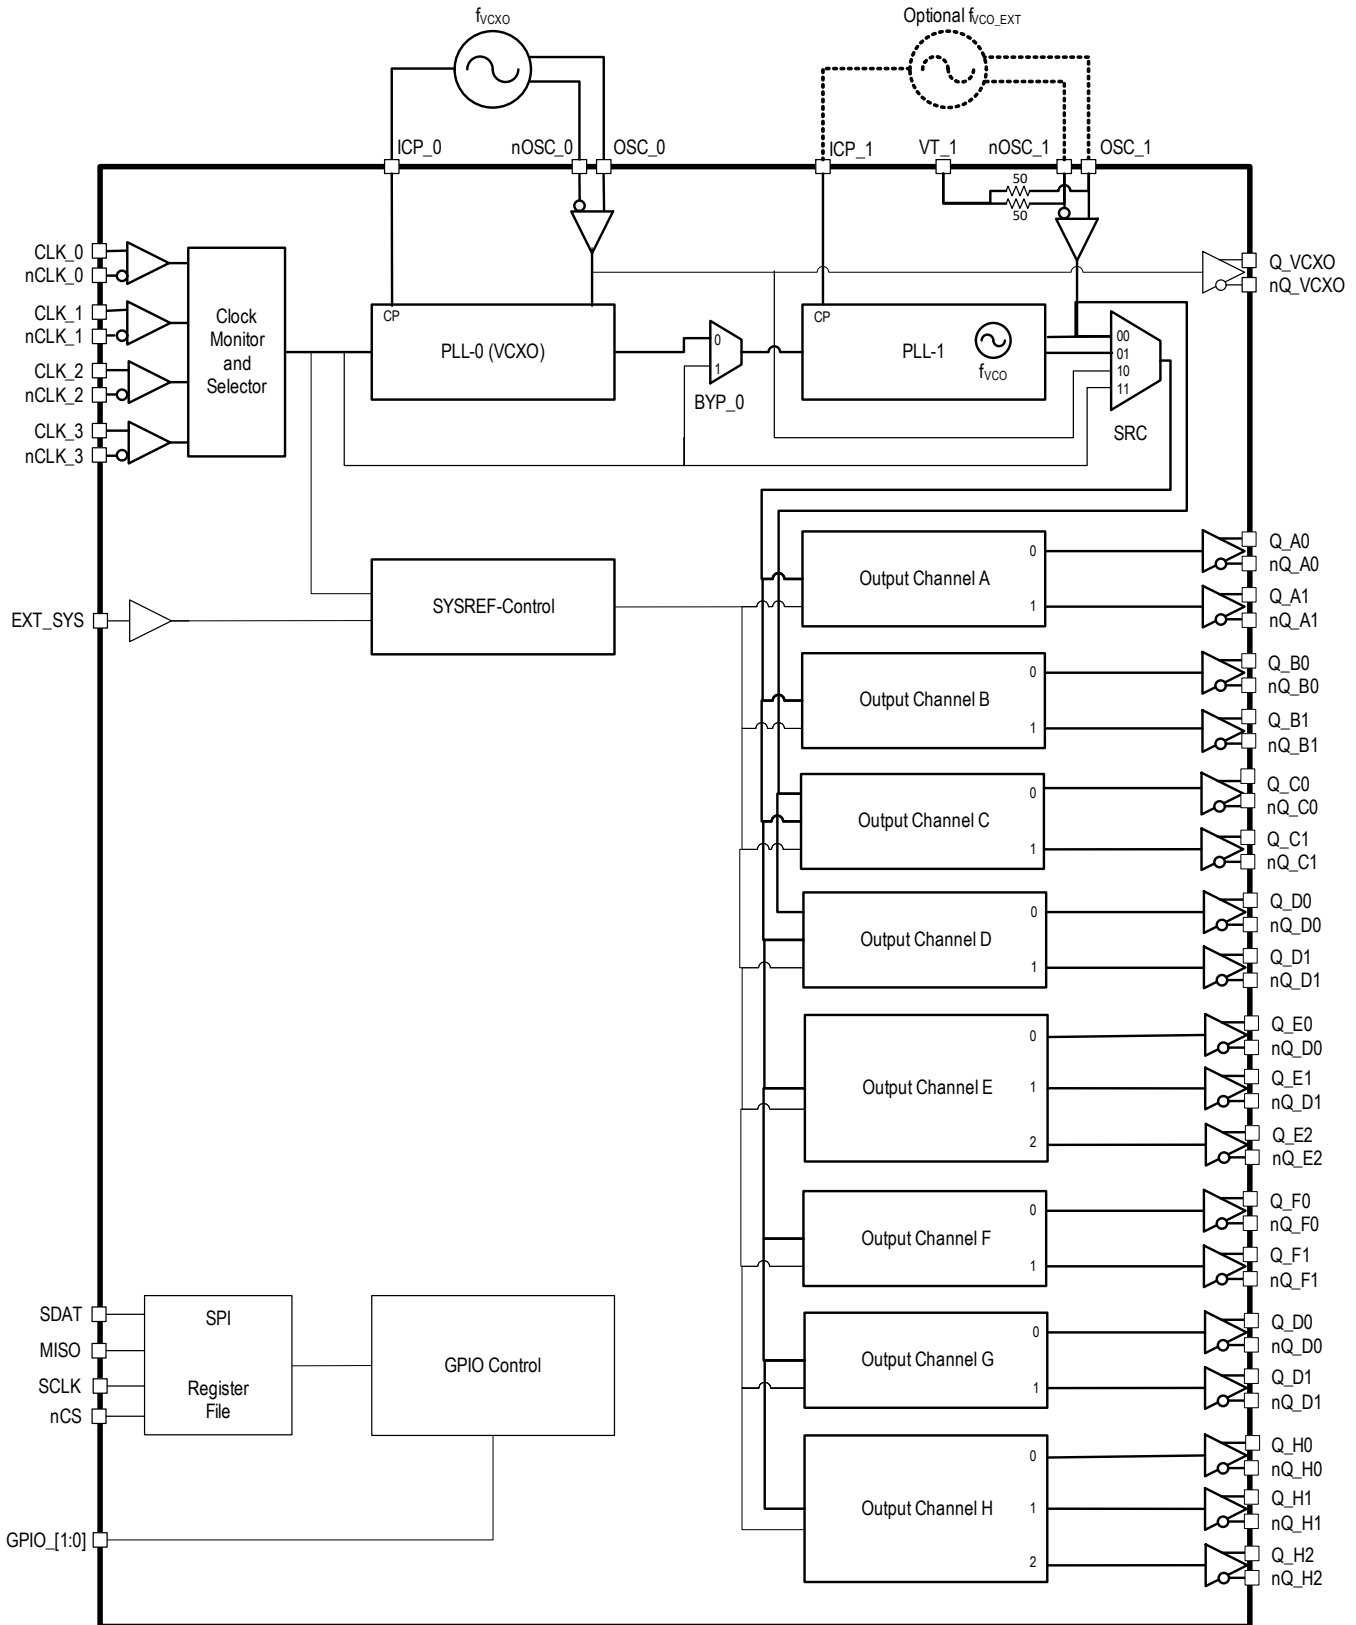 fVCXO
Optional fVCO_EXT
ICP_0
nOSC_0
OSC_0
ICP_1
VT_1
nOSC_1
OSC_1
50
50
CLK_0
nCLK_0
CLK_1
nCLK_1
CLK_2
nCLK_2
CLK_3
nCLK_3
Clock
Monitor
and
Selector
CP
PLL-0 (VCXO)
0
1
BYP_0
CP
PLL-1
fVCO
00
01
10
11
SRC
Q_VCXO
nQ_VCXO
EXT_SYS
SYSREF-Control
Output Channel A
0
1
Q_A0
nQ_A0
Q_A1
nQ_A1
Output Channel B
0
1
Q_B0
nQ_B0
Q_B1
nQ_B1
Output Channel C
0
1
Q_C0
nQ_C0
Q_C1
nQ_C1
Output Channel D
0
1
Q_D0
nQ_D0
Q_D1
nQ_D1
Output Channel E
0
1
2
Q_E0
nQ_D0
Q_E1
nQ_D1
Q_E2
nQ_E2
Output Channel F
0
1
Q_F0
nQ_F0
Q_F1
nQ_F1
Output Channel G
0
1
Q_D0
nQ_D0
Q_D1
nQ_D1
Output Channel H
0
1
2
Q_H0
nQ_H0
Q_H1
nQ_H1
Q_H2
nQ_H2
SDAT
MISO
SCLK
nCS
SPI
Register
File
GPIO Control
GPIO_[1:0]